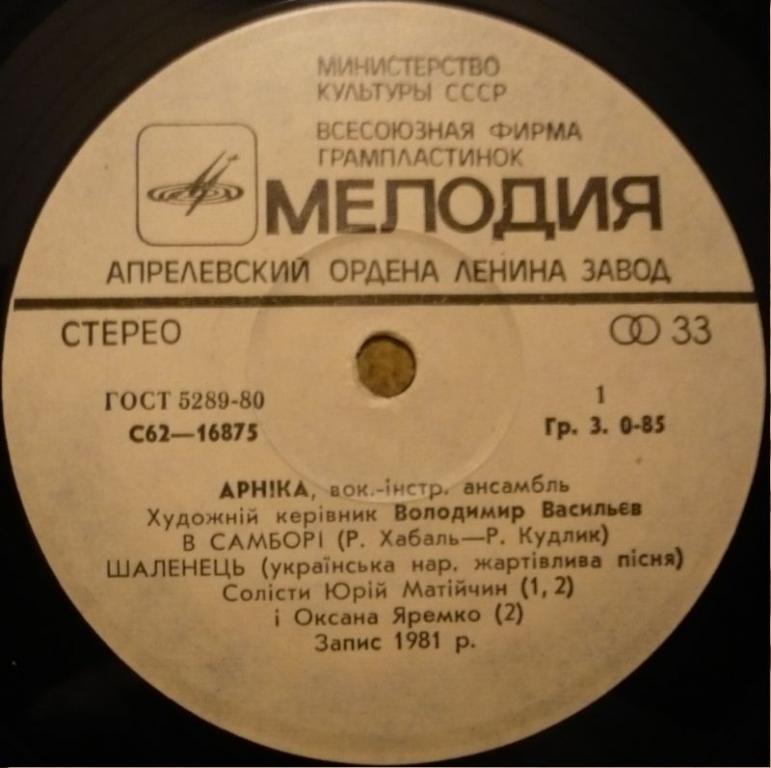 МИНИСТЕРСТВО
КУЛЬТУРЫ СССР
ВСЕСОЮЗНАЯ ФИРМА
ГРАМПЛАСТИНОК
МЕЛОДИЯ
АПРЕЛЕВСКИЙ ОРДЕНА ЛЕНИНА ЗАВОД
СТЕРЕО 33
ГОСТ 5289-80 1
С62—16875 Гр. 3. 0-85
АРНІКА, вок.-інстр. ансамбль
Художній керівник Володимир Васильєв
В САМБОРІ (Р. Хабаль—Р. Кудлик)
ШАЛЕНЕЦЬ (українська нар. жартівлива пісня)
Солісти Юрій Матійчин (1, 2)
і Оксана Яремко (2)
Запис 1981 р.